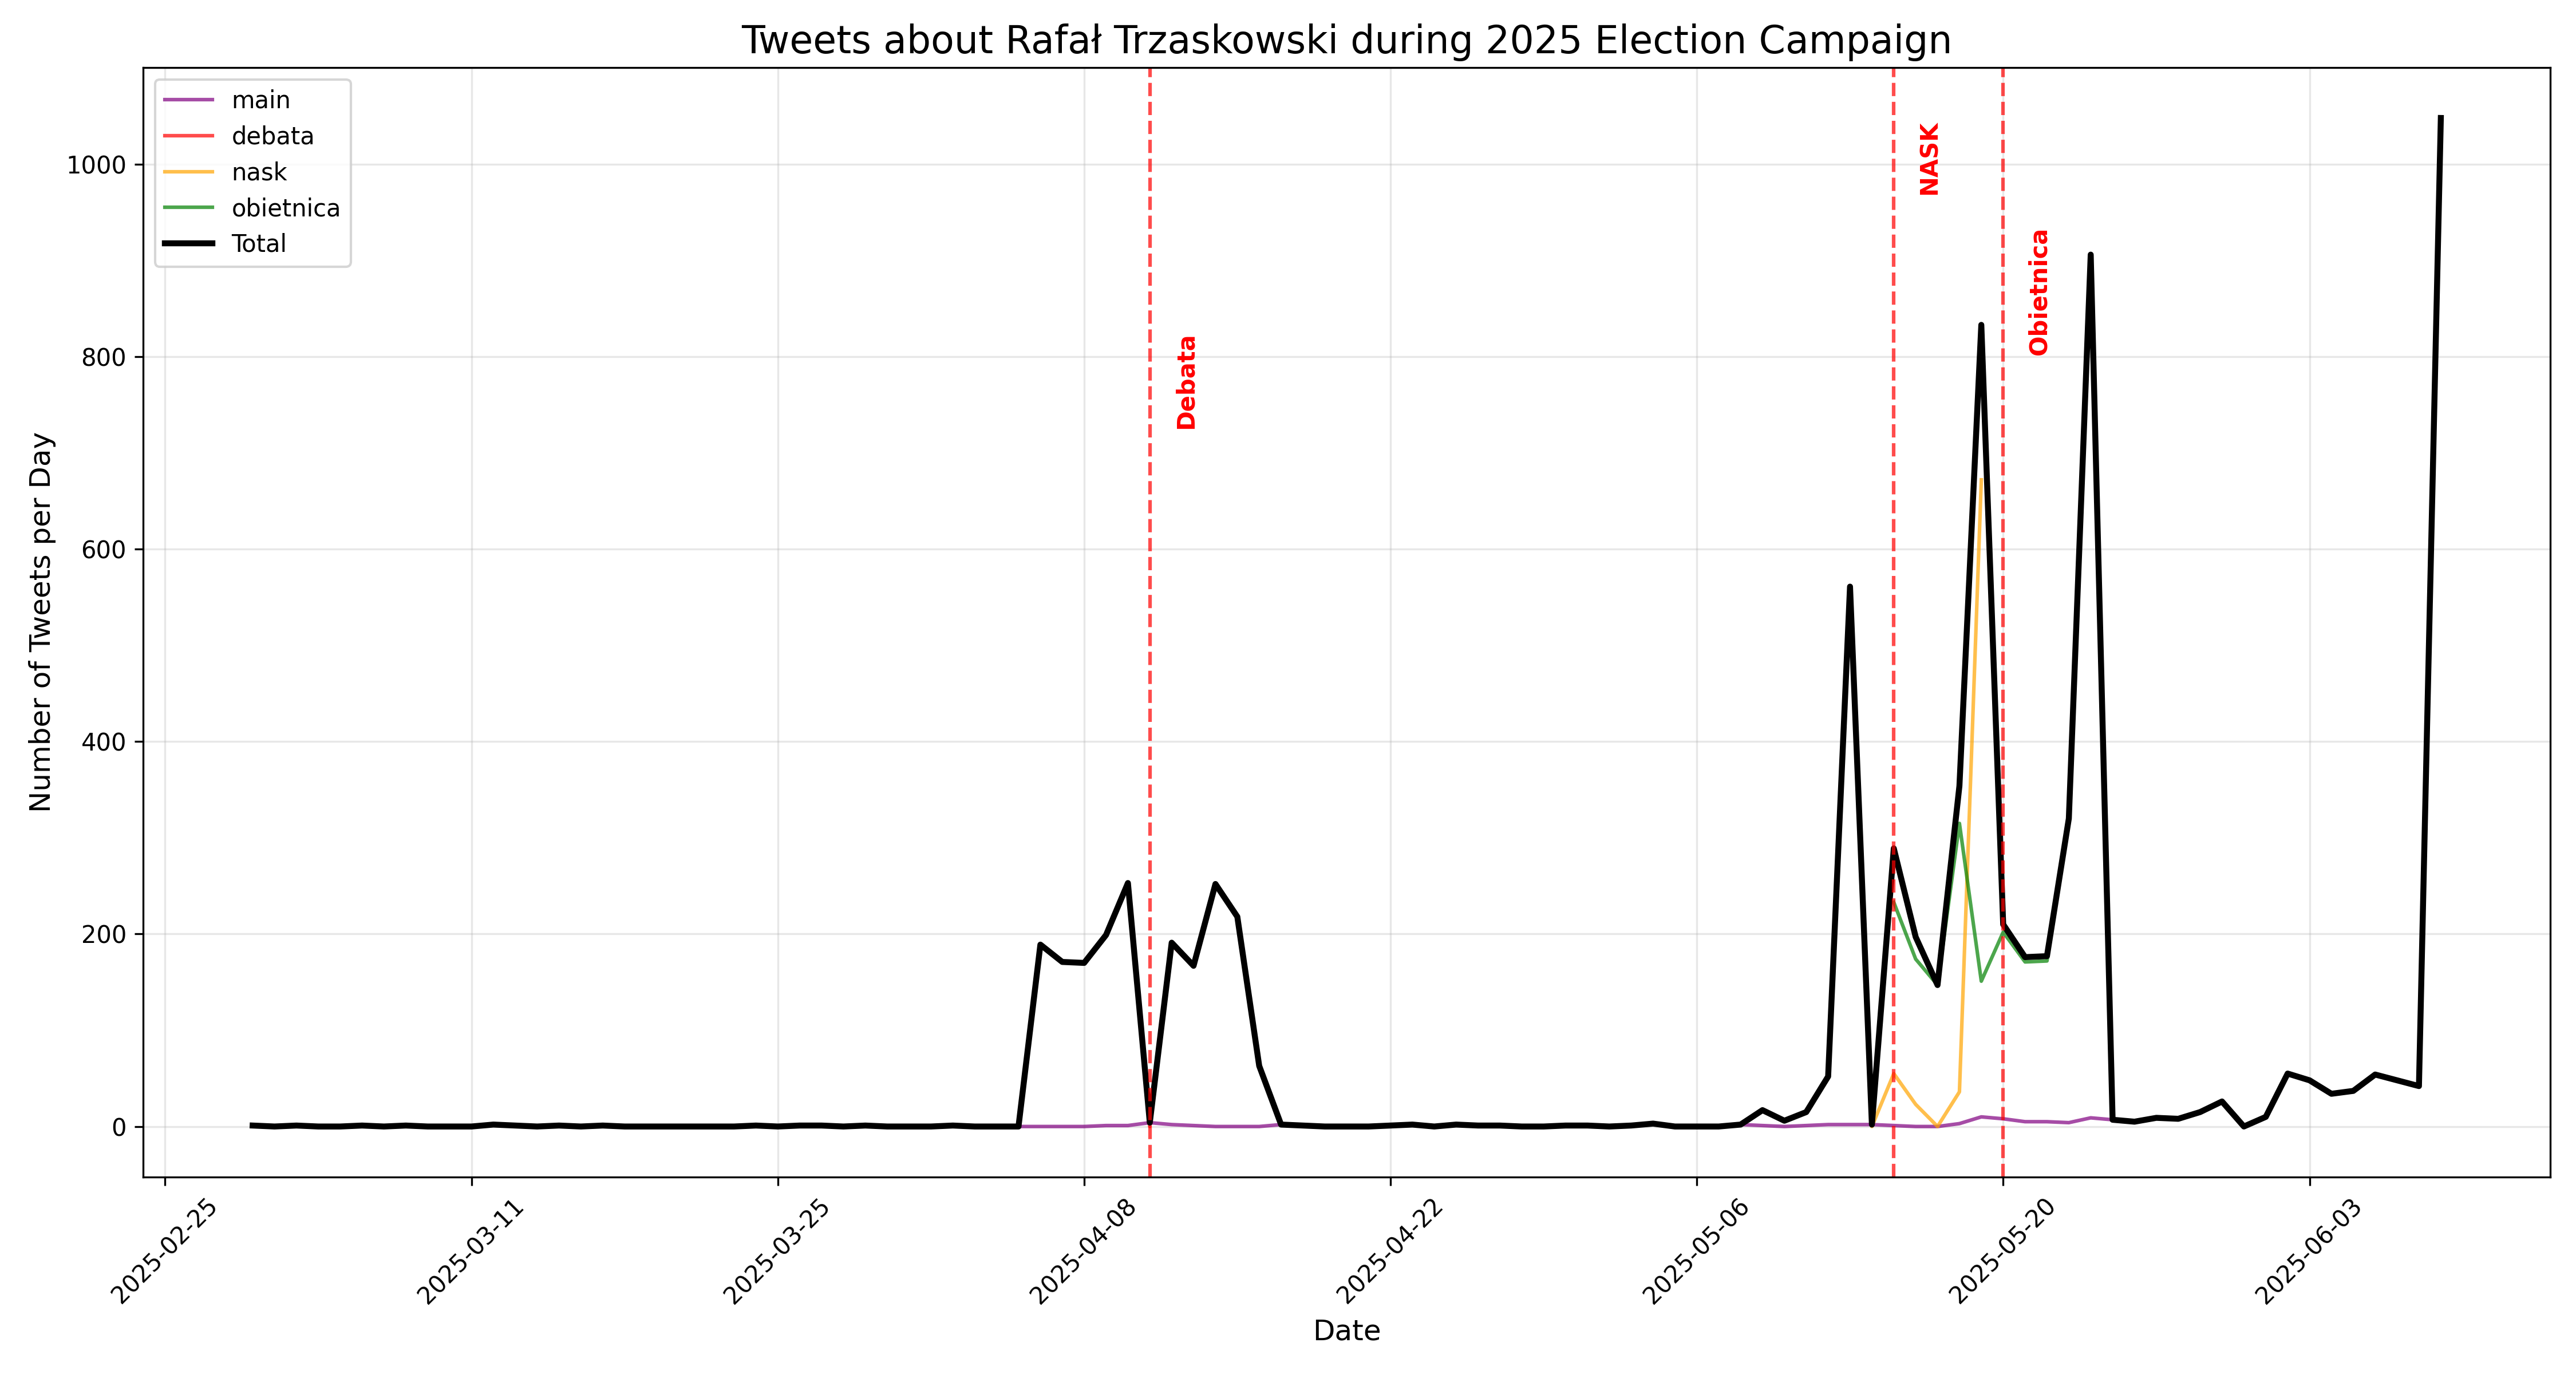 Tweets about Rafał Trzaskowski during 2025 Election Campaign
main
debata
nask
obietnica
Total
NASK
Obietnica
Debata
Number of Tweets per Day
1000
800
600
400
200
0
2025-02-25
2025-03-11
2025-03-25
2025-04-08
2025-04-22
2025-05-06
2025-05-20
2025-06-03
Date